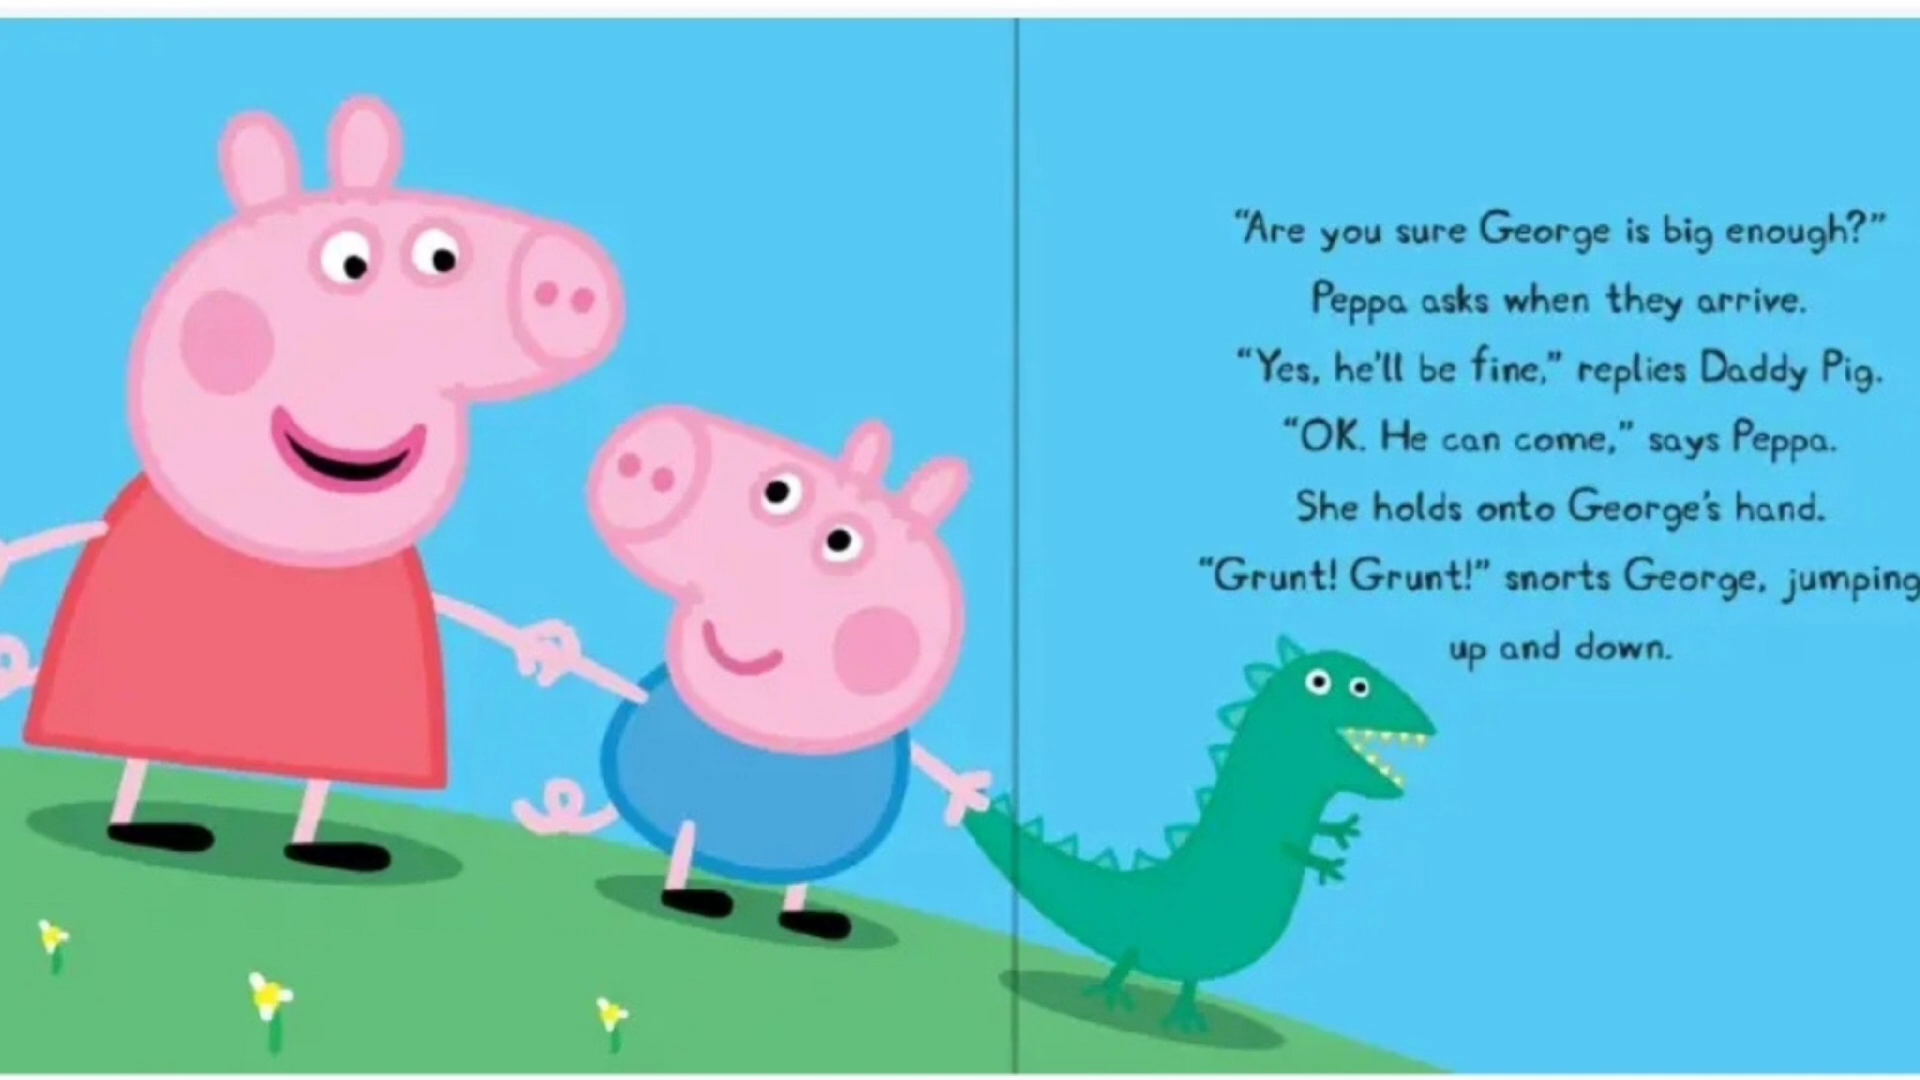 “Are you sure George is big enough?”
Peppa asks when they arrive.
“Yes, he'll be fine,” replies Daddy Pig.
“OK. He can come,” says Peppa.
She holds onto George's hand.
“Grunt! Grunt!” snorts George, jumping
up and down.